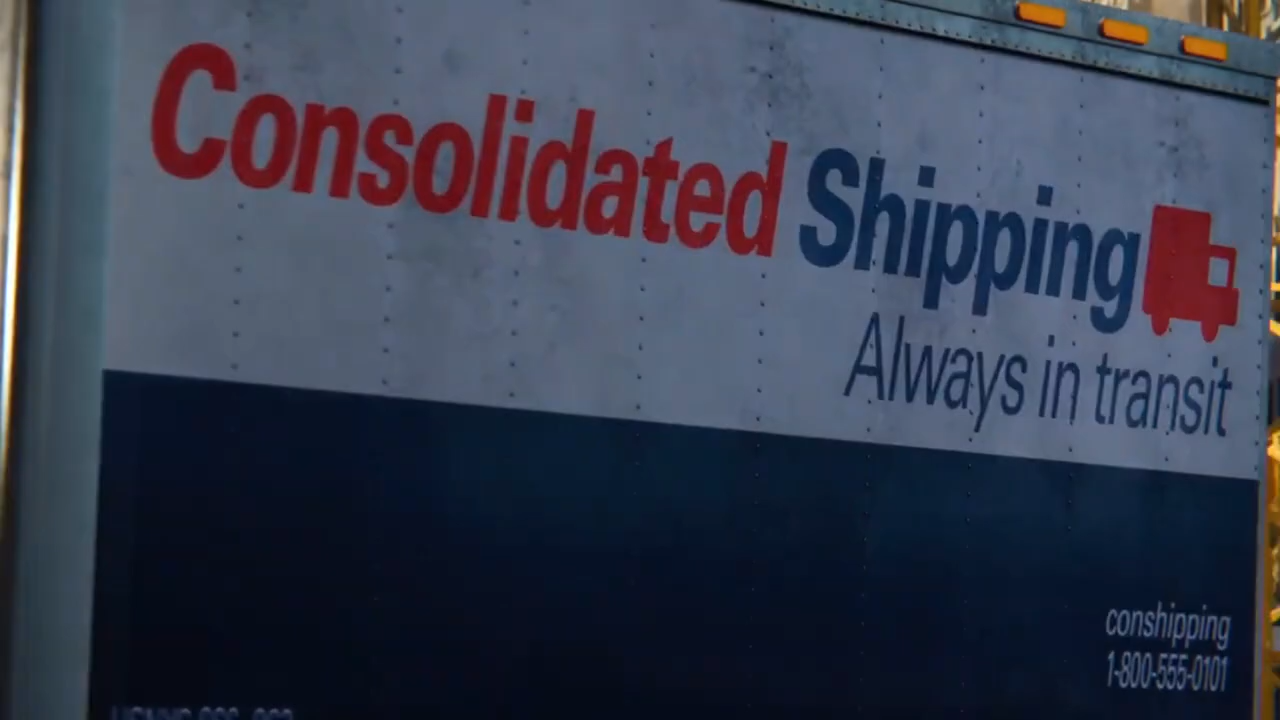 Consolidated Shipping
Always in transit
conshipping
1-800-555-0101